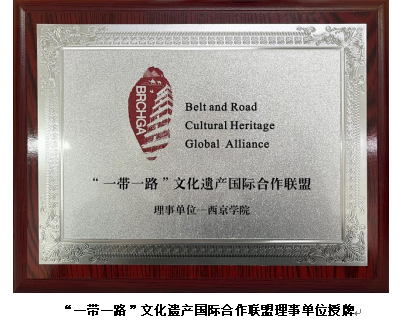 BRCHGA
Belt and Road
Cultural Heritage
Global Alliance
“一带一路”文化遗产国际合作联盟
理事单位—西京学院
“一带一路”文化遗产国际合作联盟理事单位授牌